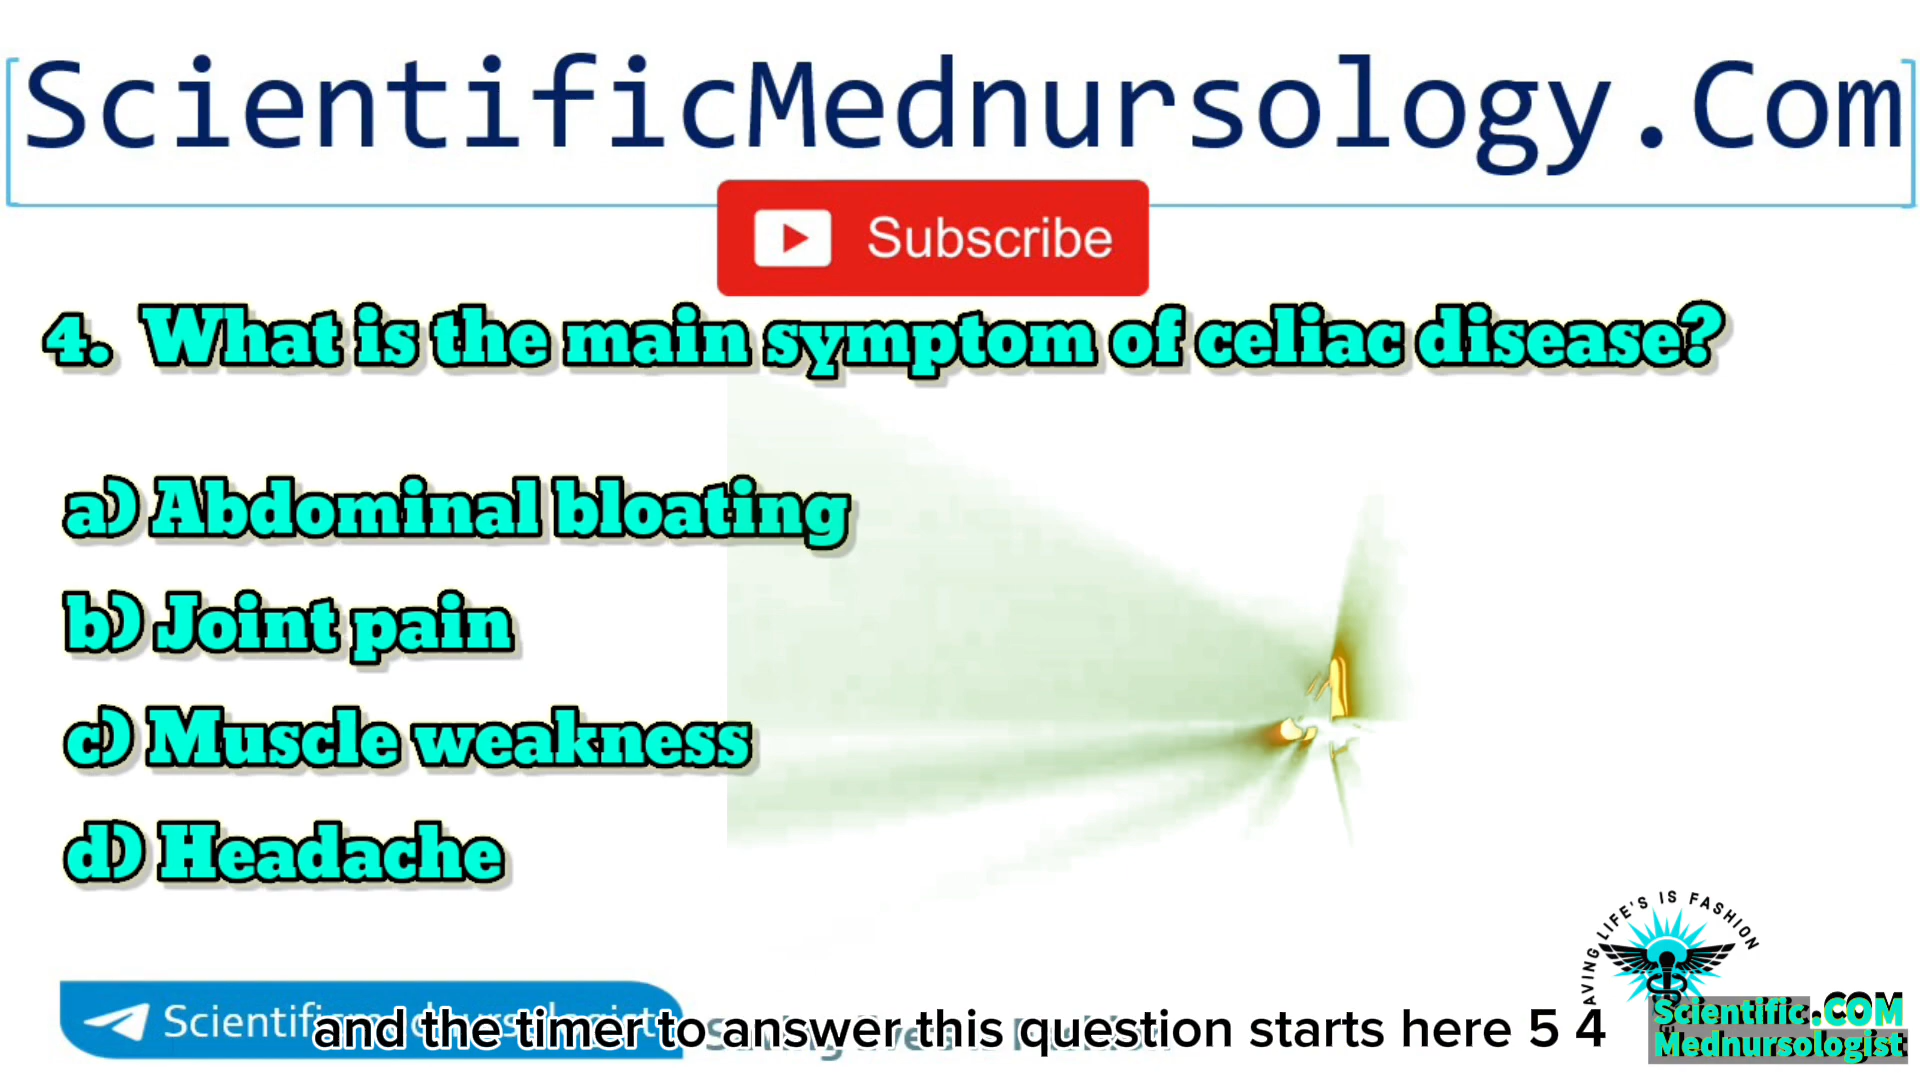 ScientificMednursology.Com
Subscribe
4. What is the main symptom of celiac disease?
a) Abdominal bloating
b) Joint pain
c) Muscle weakness
d) Headache
SAVING LIFE'S IS FASHION
Scientific.COM
Mednursologist
and the timer to answer this question starts here 5 4